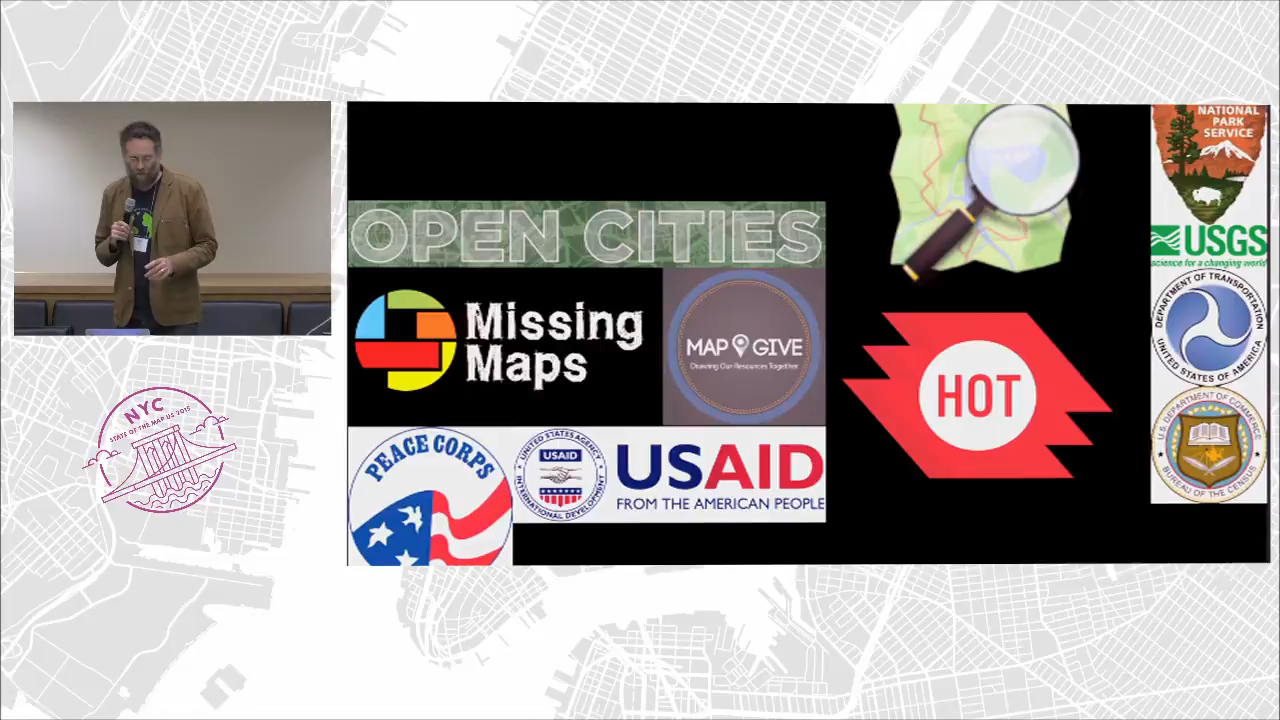 NYC
STATE OF THE MAP US 2015
OPEN CITIES
Missing
Maps
MAP GIVE
Drawing Our Resources Together
PEACE CORPS
UNITED STATES AGENCY
USAID
INTERNATIONAL DEVELOPMENT
USAID
FROM THE AMERICAN PEOPLE
HOT
NATIONAL
PARK
SERVICE
USGS
science for a changing world
DEPARTMENT OF TRANSPORTATION
UNITED STATES OF AMERICA
U.S. DEPARTMENT OF COMMERCE
BUREAU OF THE CENSUS